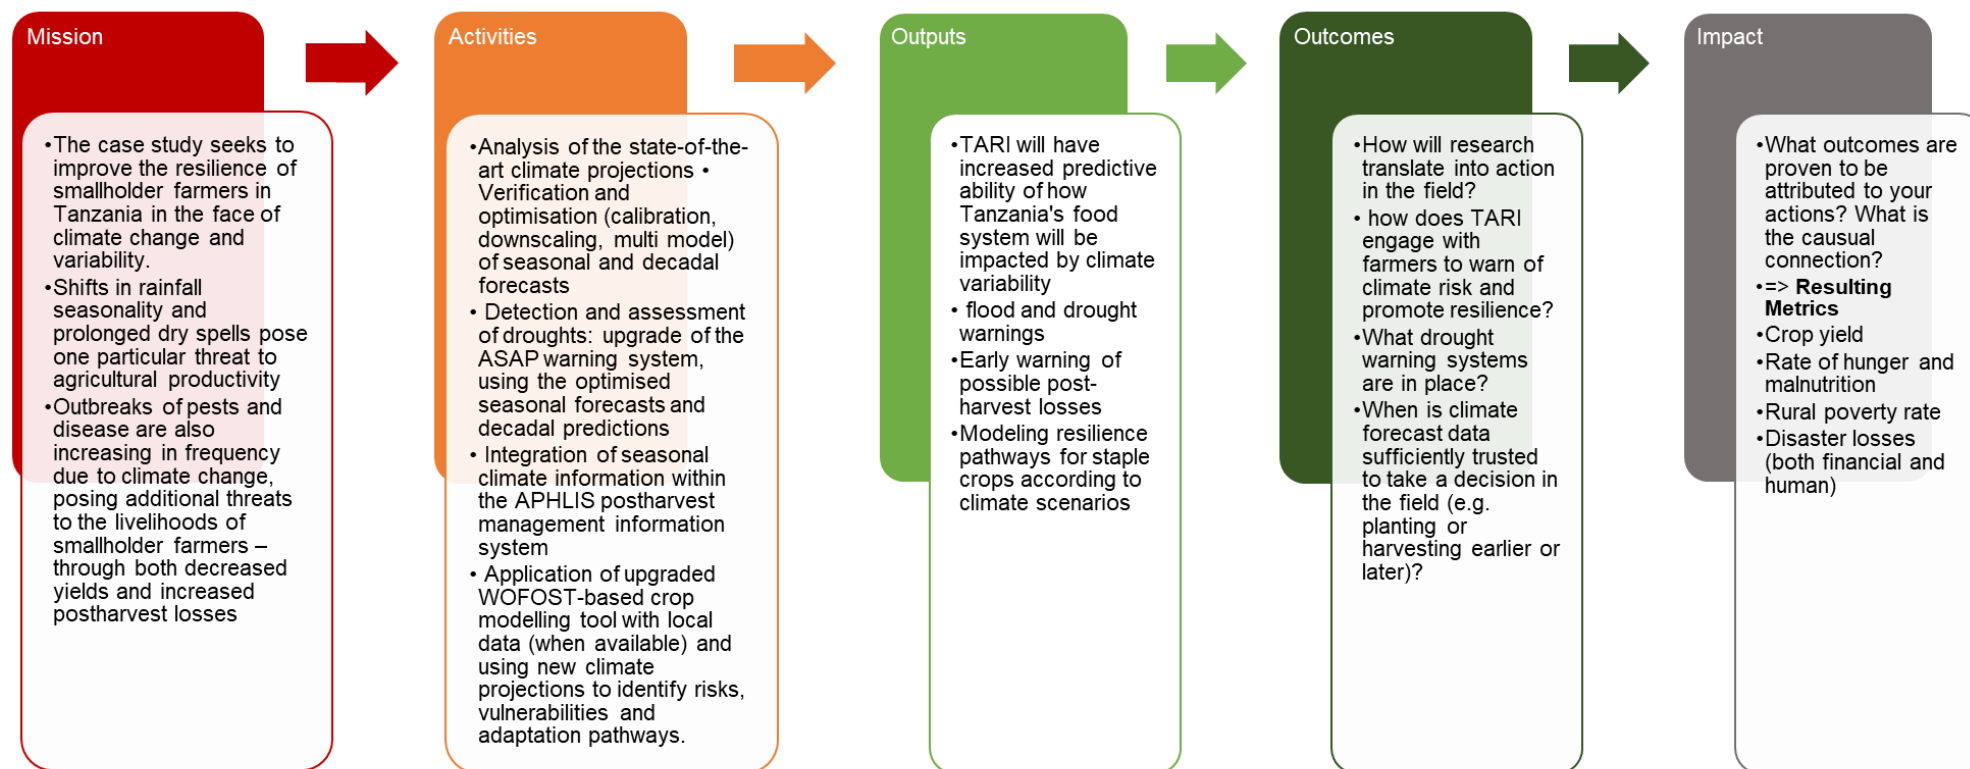 Mission
•The case study seeks to
improve the resilience of
smallholder farmers in
Tanzania in the face of
climate change and
variability.
•Shifts in rainfall
seasonality and
prolonged dry spells pose
one particular threat to
agricultural productivity
•Outbreaks of pests and
disease are also
increasing in frequency
due to climate change,
posing additional threats
to the livelihoods of
smallholder farmers –
through both decreased
yields and increased
postharvest losses
Activities
•Analysis of the state-of-the-
art climate projections •
Verification and
optimisation (calibration,
downscaling, multi model)
of seasonal and decadal
forecasts
• Detection and assessment
of droughts: upgrade of the
ASAP warning system,
using the optimised
seasonal forecasts and
decadal predictions
• Integration of seasonal
climate information within
the APHLIS postharvest
management information
system
• Application of upgraded
WOFOST-based crop
modelling tool with local
data (when available) and
using new climate
projections to identify risks,
vulnerabilities and
adaptation pathways.
Outputs
•TARI will have
increased predictive
ability of how
Tanzania's food
system will be
impacted by climate
variability
• flood and drought
warnings
•Early warning of
possible post-
harvest losses
•Modeling resilience
pathways for staple
crops according to
climate scenarios
Outcomes
•How will research
translate into action
in the field?
• how does TARI
engage with
farmers to warn of
climate risk and
promote resilience?
•What drought
warning systems
are in place?
•When is climate
forecast data
sufficiently trusted
to take a decision in
the field (e.g.
planting or
harvesting earlier or
later)?
Impact
•What outcomes are
proven to be
attributed to your
actions? What is
the causual
connection?
•=> Resulting
Metrics
•Crop yield
•Rate of hunger and
malnutrition
•Rural poverty rate
•Disaster losses
(both financial and
human)